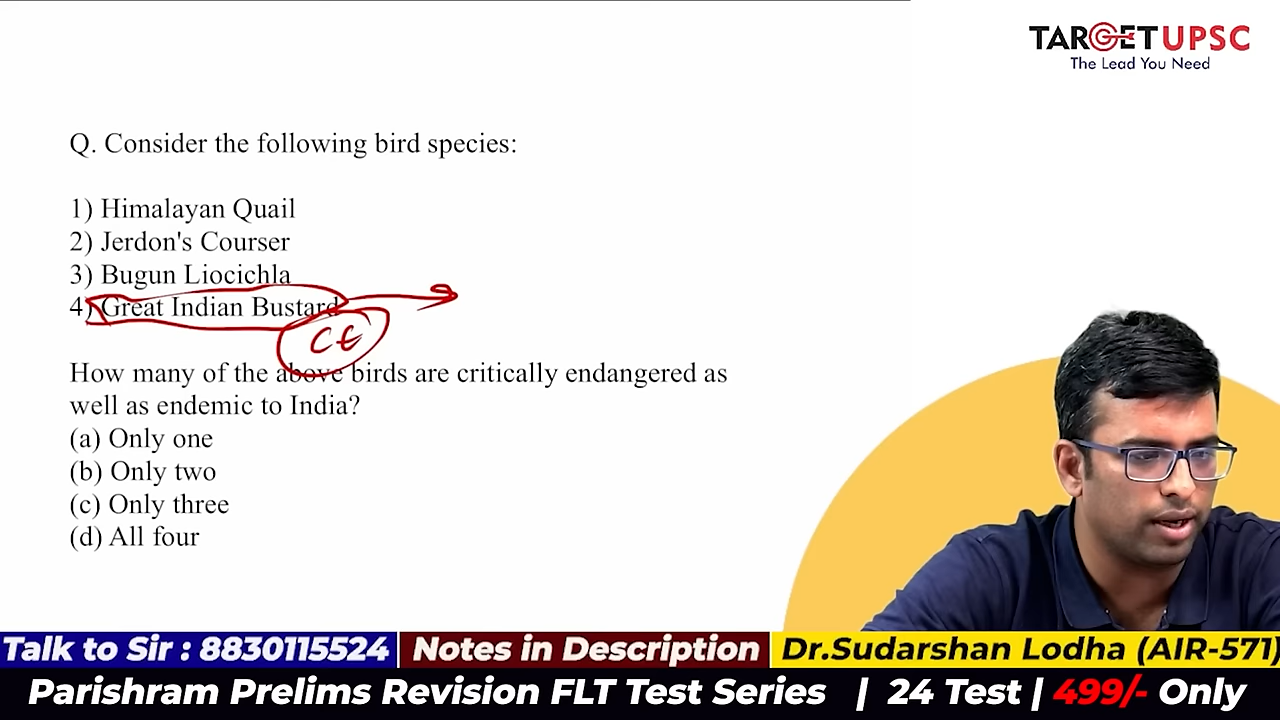 TARGETUPSC
The Lead You Need
Q. Consider the following bird species:
1) Himalayan Quail
2) Jerdon's Courser
3) Bugun Liocichla
4) Great Indian Bustard
CE
How many of the above birds are critically endangered as
well as endemic to India?
(a) Only one
(b) Only two
(c) Only three
(d) All four
Talk to Sir : 8830115524 Notes in Description Dr.Sudarshan Lodha (AIR-571)
Parishram Prelims Revision FLT Test Series | 24 Test | 499/- Only